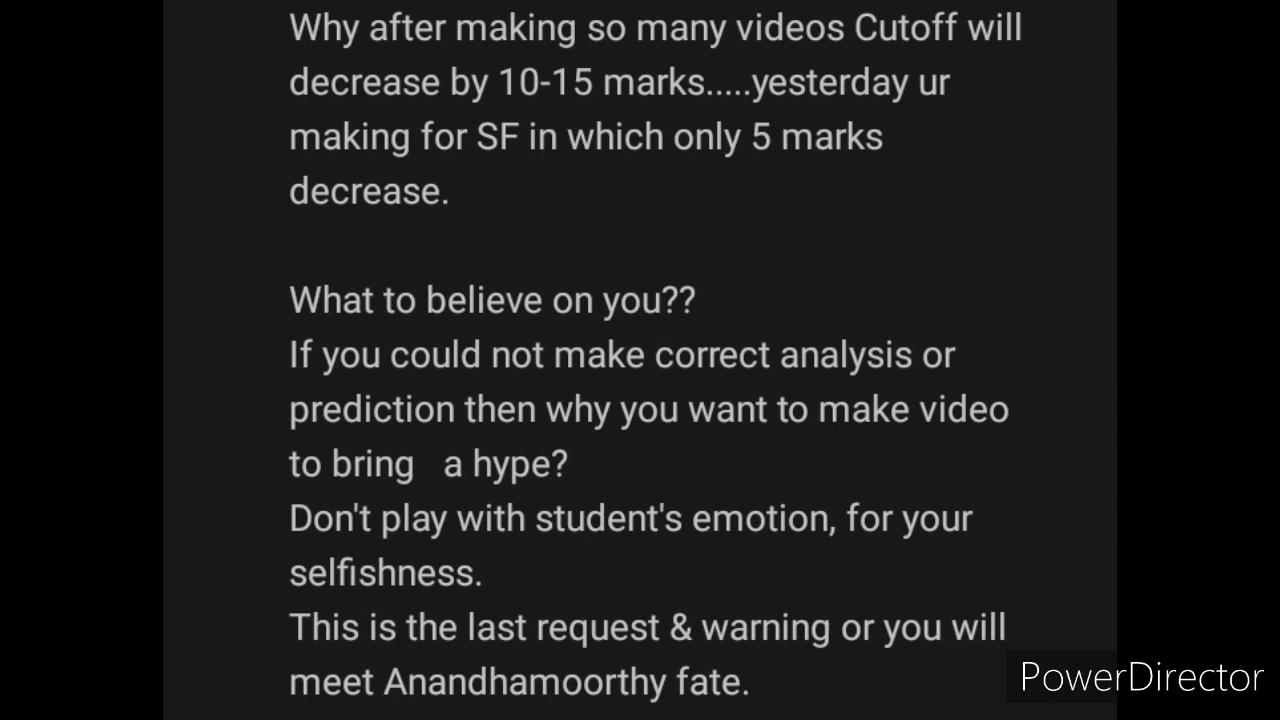 Why after making so many videos Cutoff will
decrease by 10-15 marks.....yesterday ur
making for SF in which only 5 marks
decrease.
What to believe on you??
If you could not make correct analysis or
prediction then why you want to make video
to bring   a hype?
Don't play with student's emotion, for your
selfishness.
This is the last request & warning or you will
meet Anandhamoorthy fate.
PowerDirector